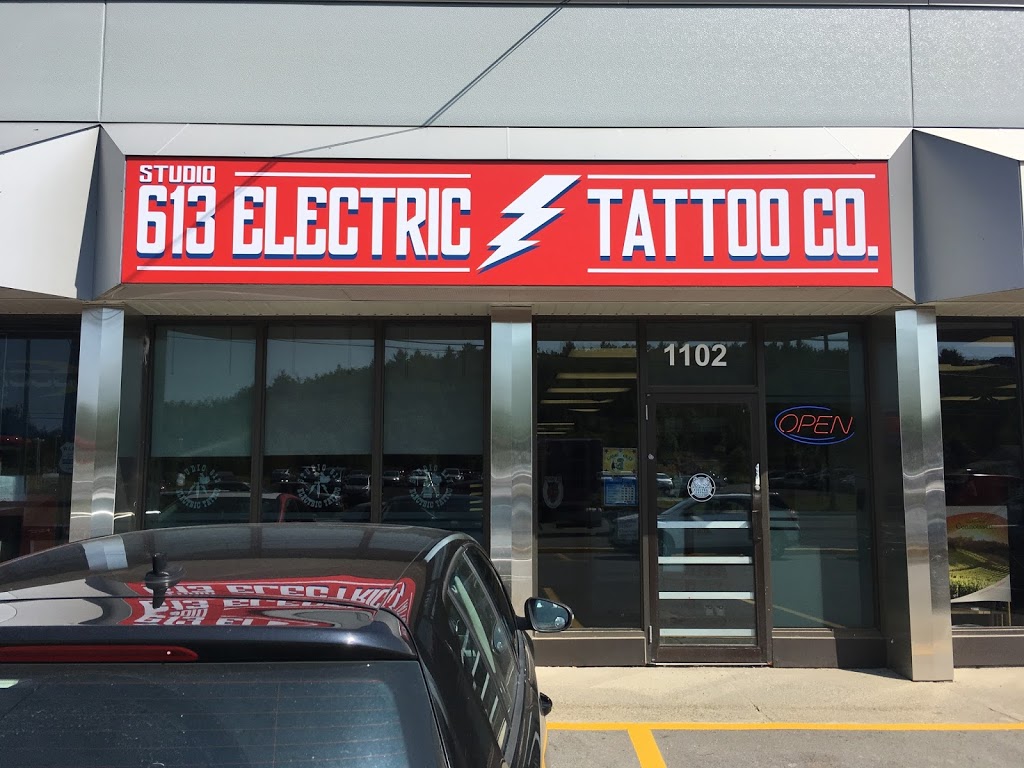 STUDIO
613 ELECTRIC TATTOO CO.
1102
OPEN